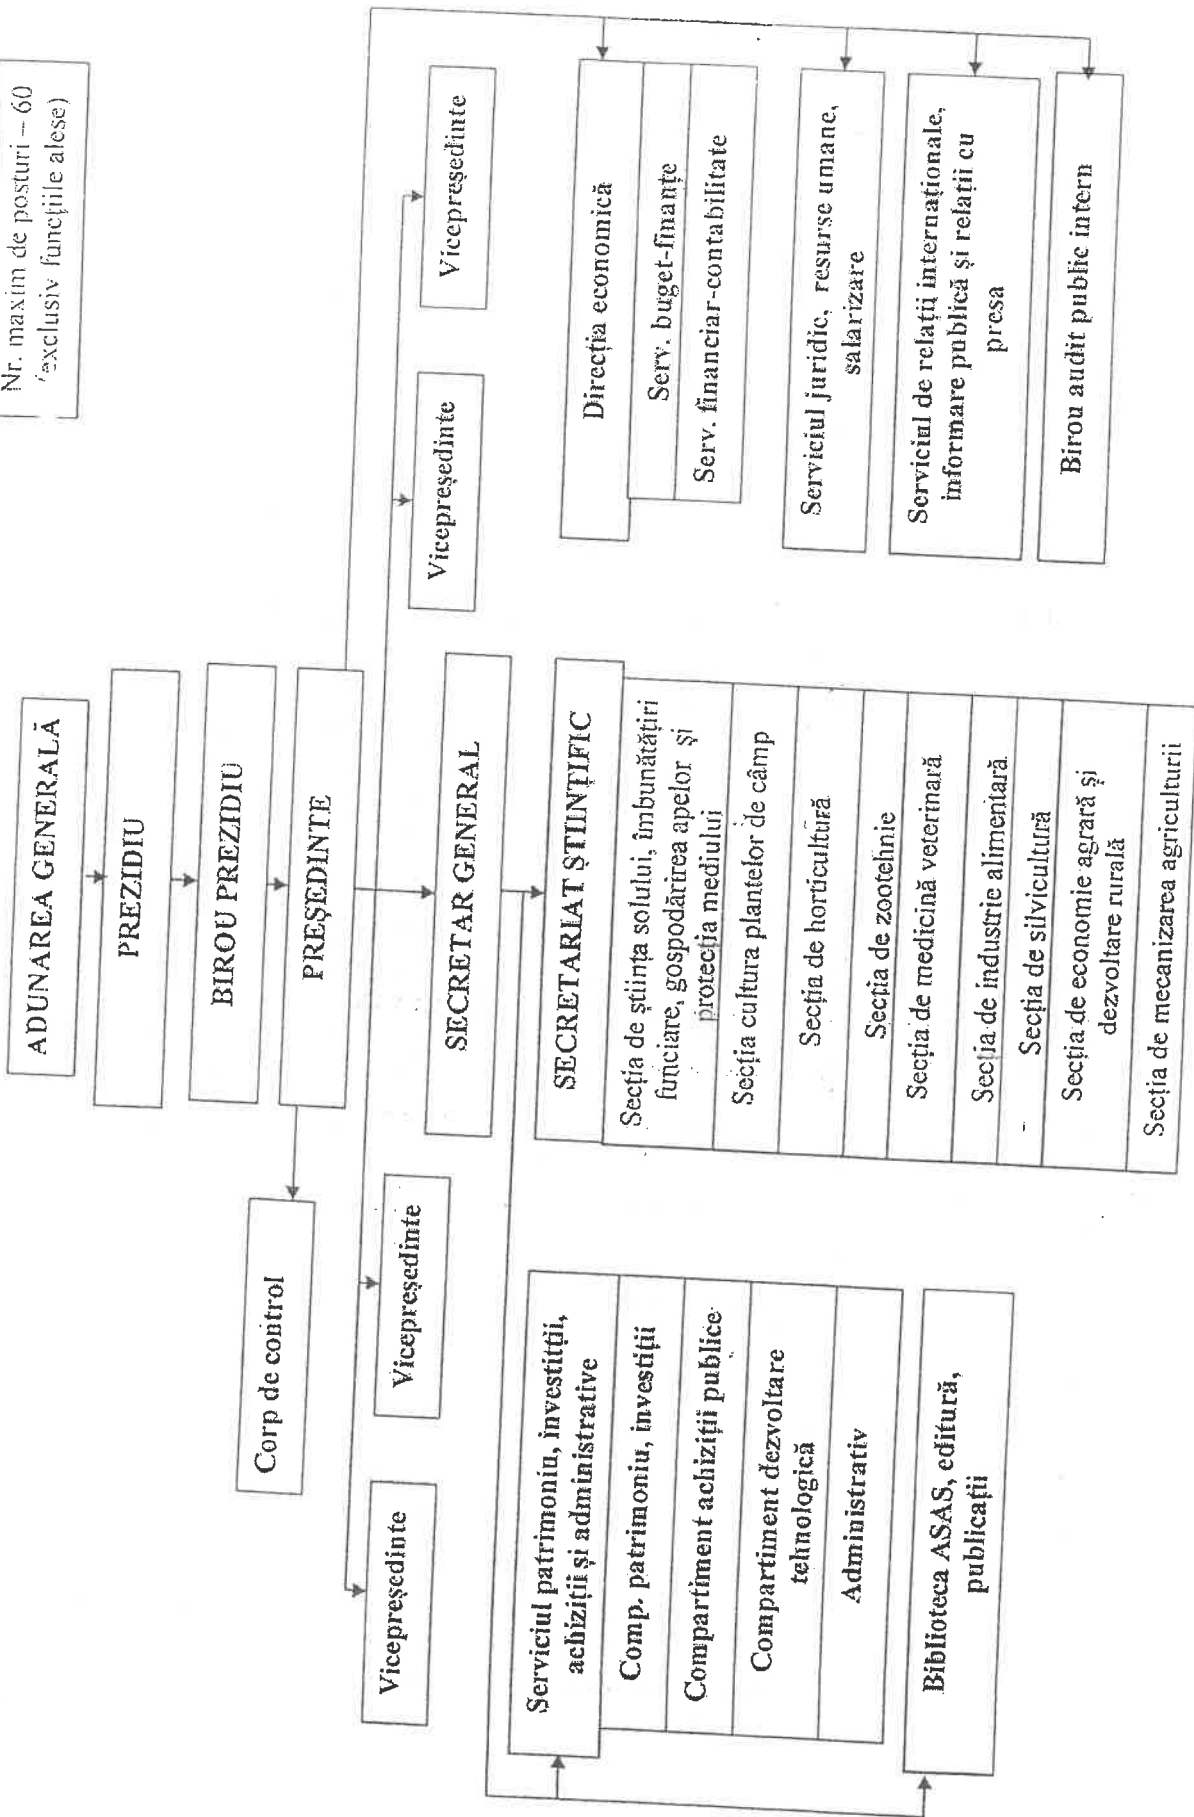 Nr. maxim de posturi – 60
(exclusiv funcțiile alese)
ADUNAREA GENERALĂ
PREZIDIU
BIROU PREZIDIU
PREȘEDINTE
Corp de control
Vicepreședinte
Vicepreședinte
Vicepreședinte
Vicepreședinte
SECRETAR GENERAL
SECRETARIAT ȘTIINȚIFIC
Secția de știința solului, îmbunătățiri
funciare, gospodărirea apelor și
protecția mediului
Secția cultura plantelor de câmp
Secția de horticultură
Secția de zootehnie
Secția de medicină veterinară
Secția de industrie alimentară
Secția de silvicultură
Secția de economie agrară și
dezvoltare rurală
Secția de mecanizarea agriculturii
Serviciul patrimoniu, investiții,
achiziții și administrative
Comp. patrimoniu, investiții
Compartiment achiziții publice
Compartiment dezvoltare
tehnologică
Administrativ
Biblioteca ASAS, editură,
publicații
Direcția economică
Serv. buget-finanțe
Serv. financiar-contabilitate
Serviciul juridic, resurse umane,
salarizare
Serviciul de relații internaționale,
informare publică și relații cu
presa
Birou audit public intern